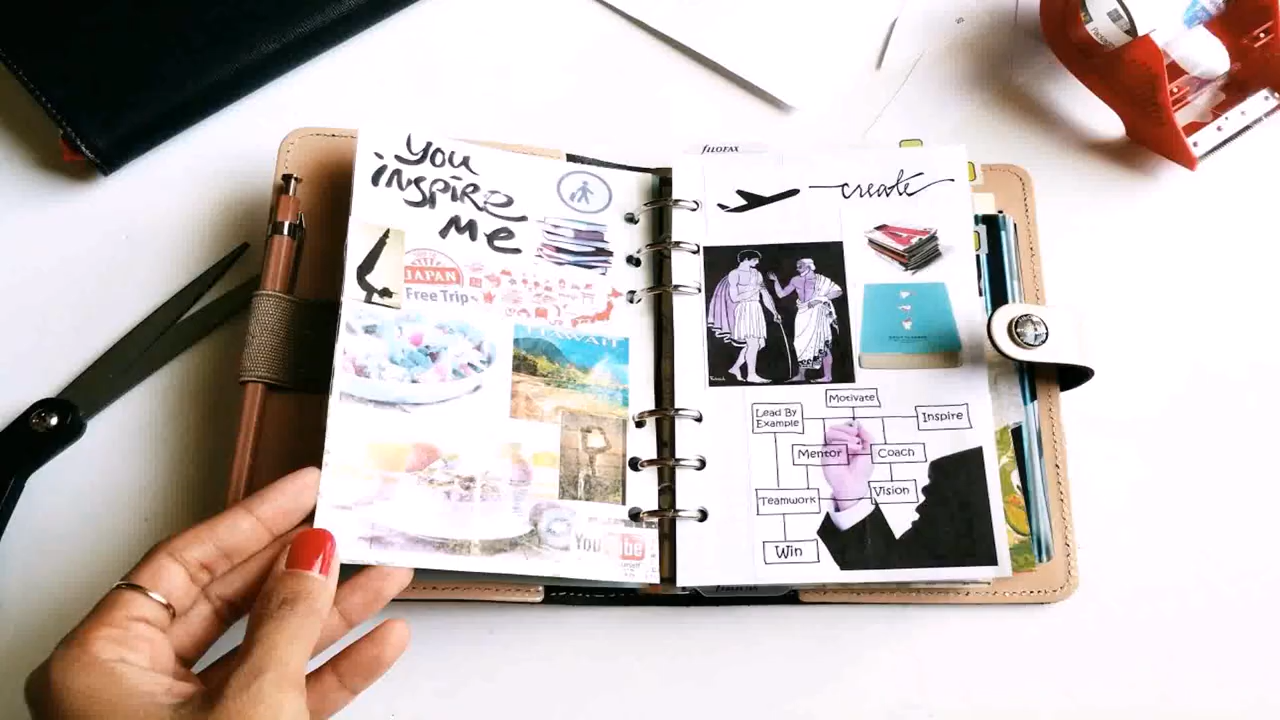 You
inspire
me
JAPAN
Free Trip
HAWAII
YouTube
FILOFAX
create
Motivate
Lead By
Example
Inspire
Mentor
Coach
Teamwork
Vision
Win